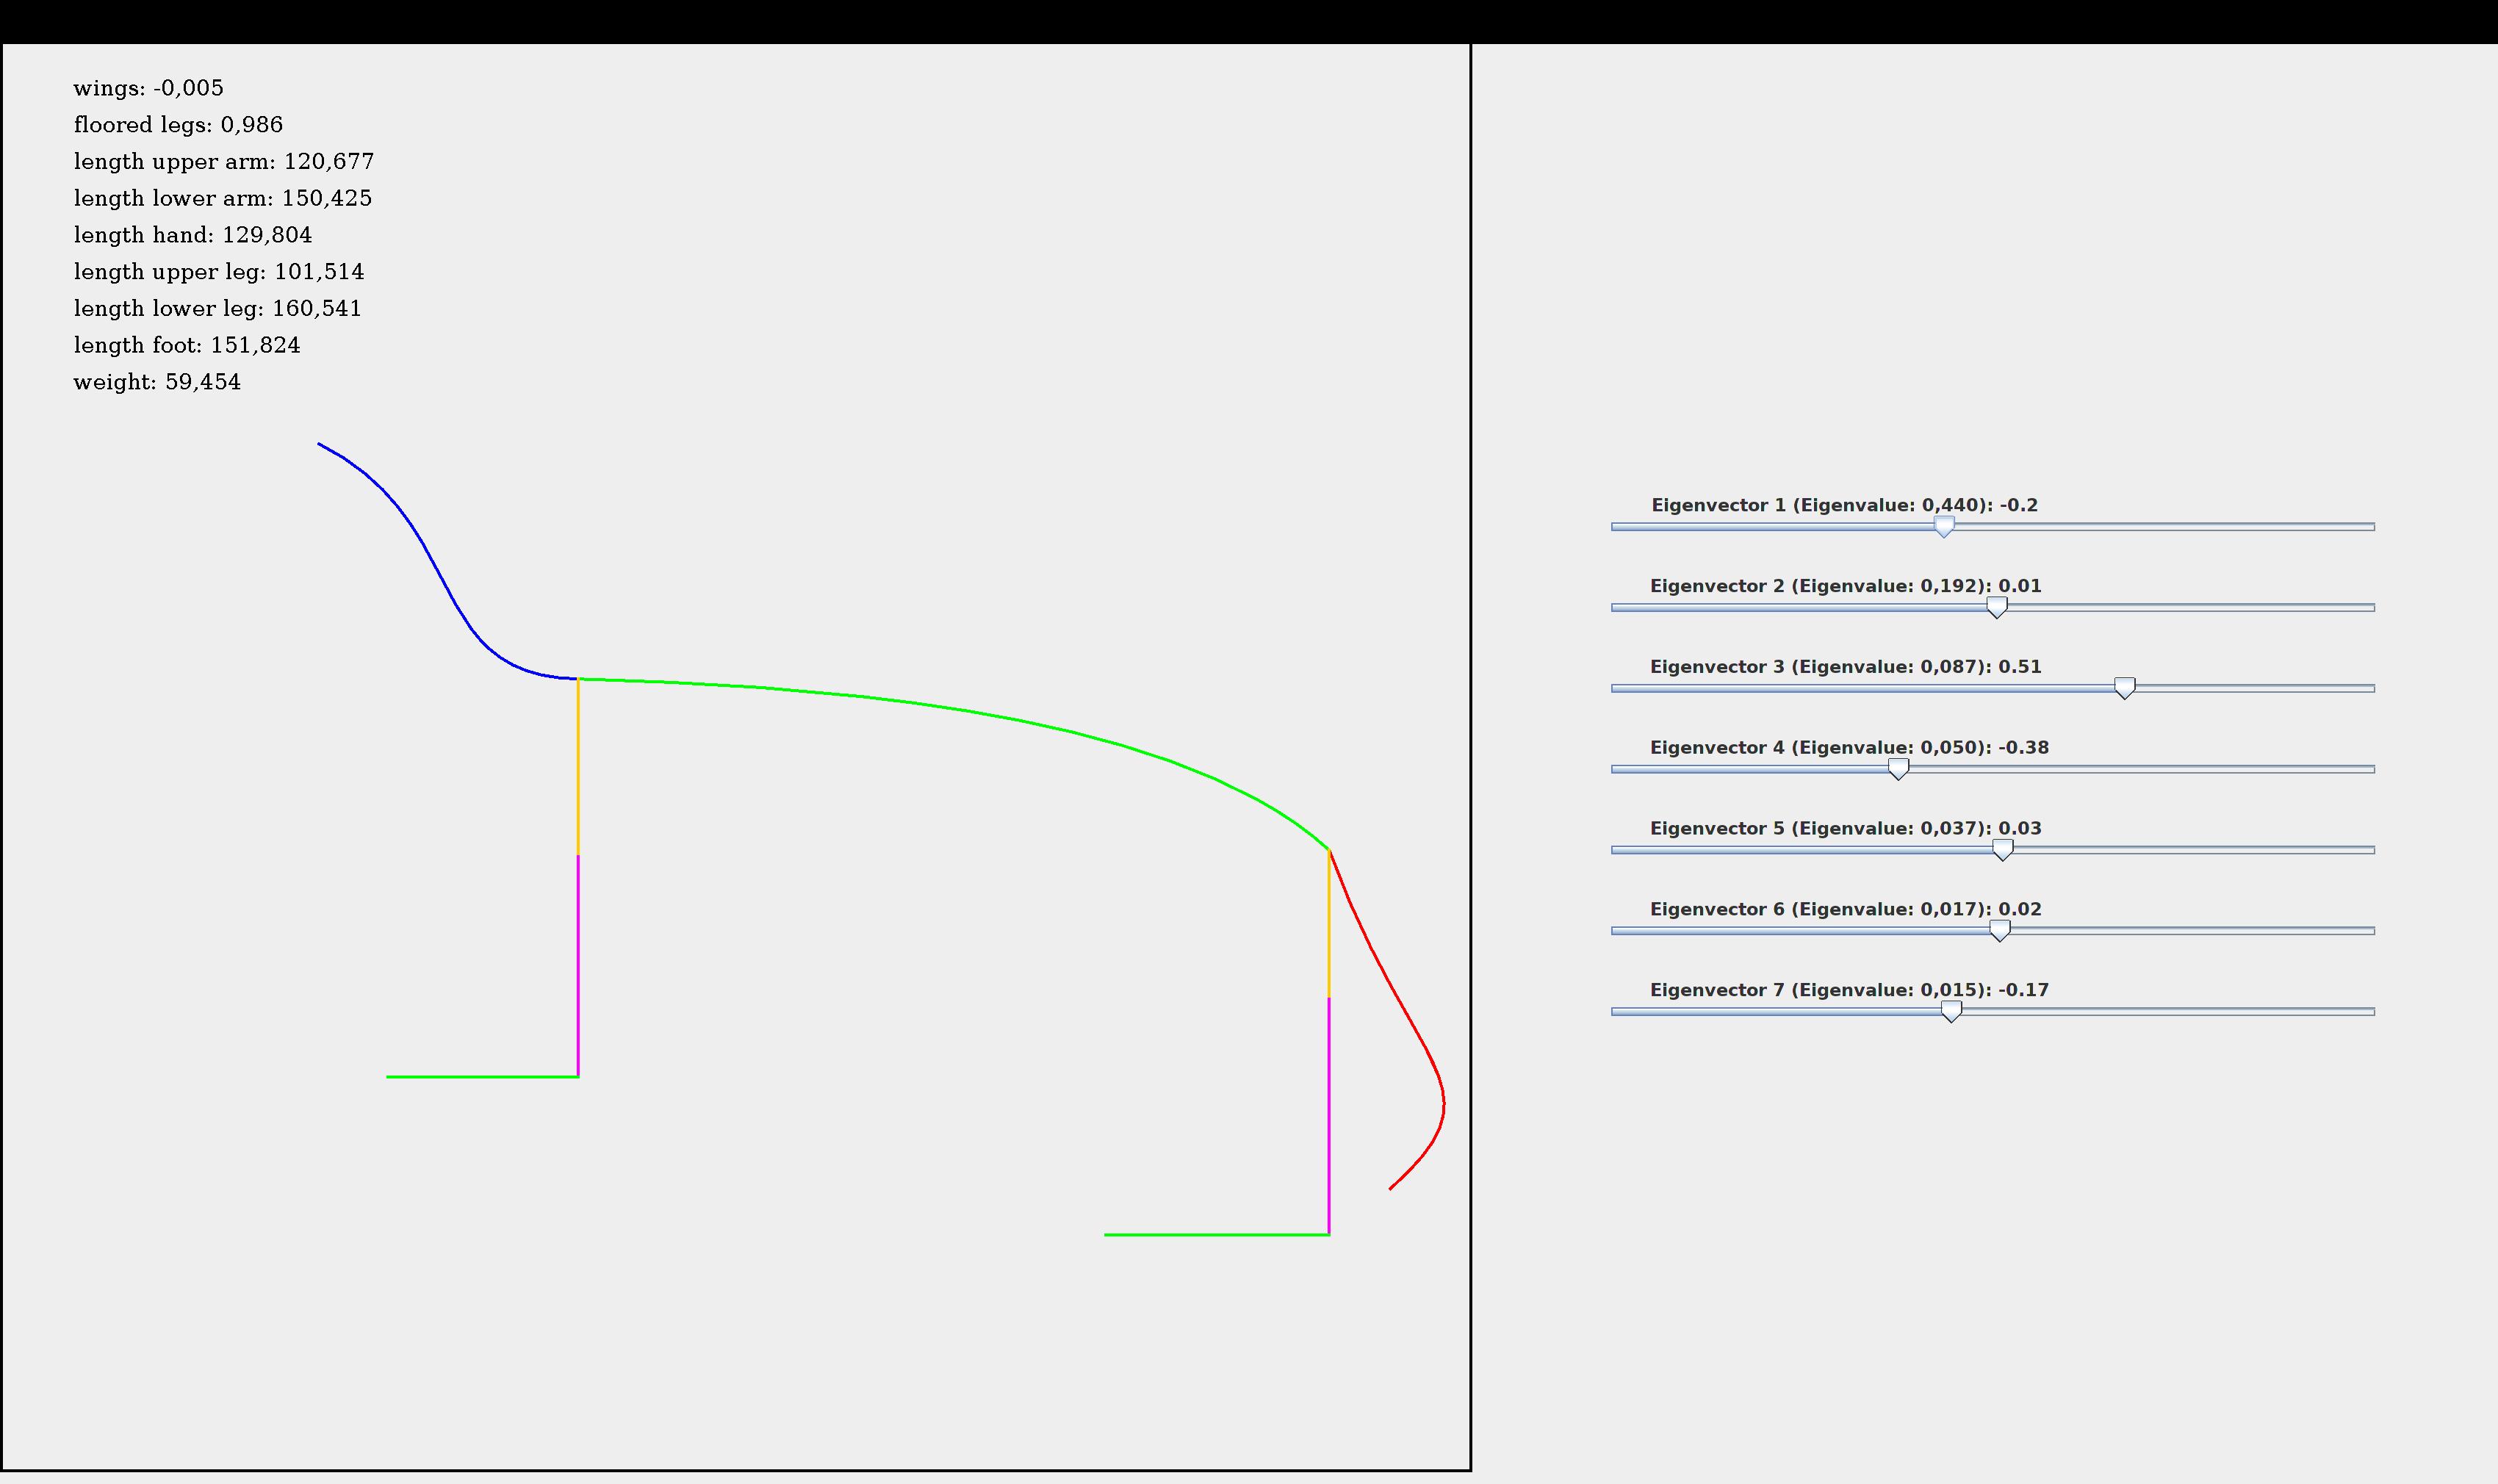 wings: -0,005
floored legs: 0,986
length upper arm: 120,677
length lower arm: 150,425
length hand: 129,804
length upper leg: 101,514
length lower leg: 160,541
length foot: 151,824
weight: 59,454
Eigenvector 1 (Eigenvalue: 0,440): -0.2
Eigenvector 2 (Eigenvalue: 0,192): 0.01
Eigenvector 3 (Eigenvalue: 0,087): 0.51
Eigenvector 4 (Eigenvalue: 0,050): -0.38
Eigenvector 5 (Eigenvalue: 0,037): 0.03
Eigenvector 6 (Eigenvalue: 0,017): 0.02
Eigenvector 7 (Eigenvalue: 0,015): -0.17